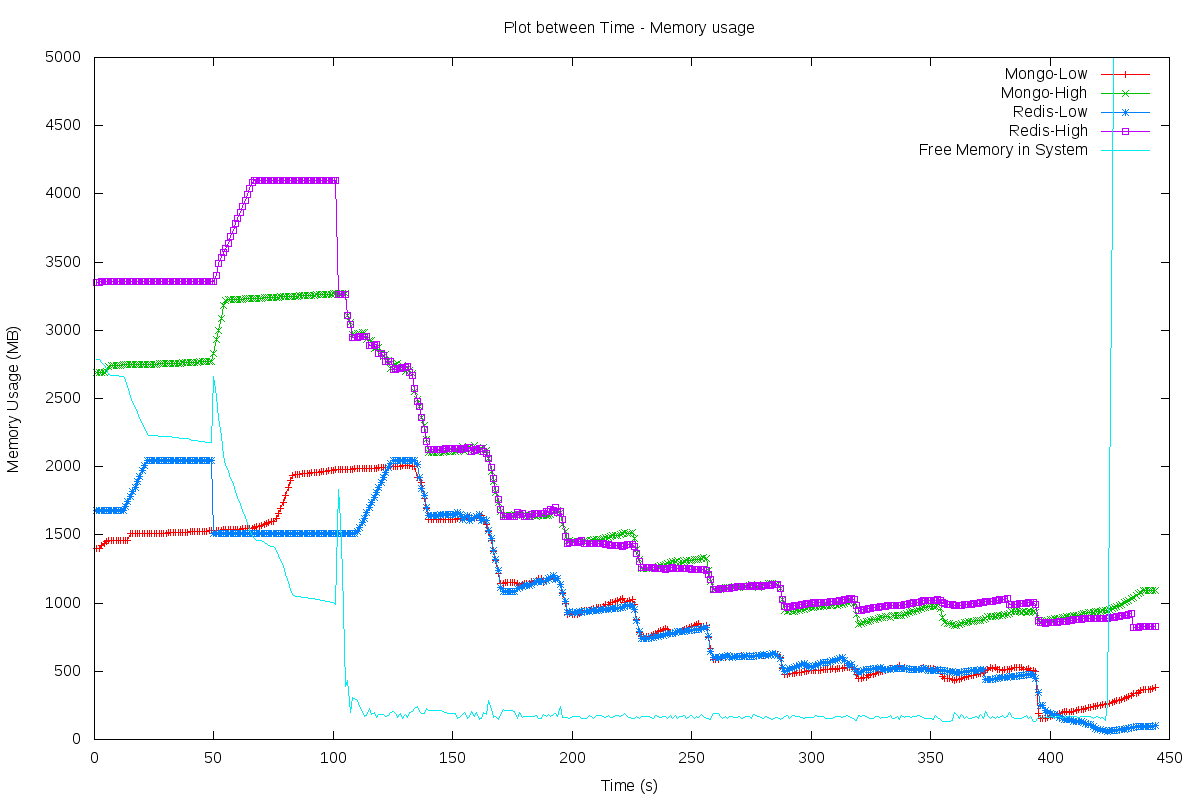 Plot between Time - Memory usage
Memory Usage (MB)
5000
4500
4000
3500
3000
2500
2000
1500
1000
500
0
Mongo-Low
Mongo-High
Redis-Low
Redis-High
Free Memory in System
0 50 100 150 200 250 300 350 400 450
Time (s)